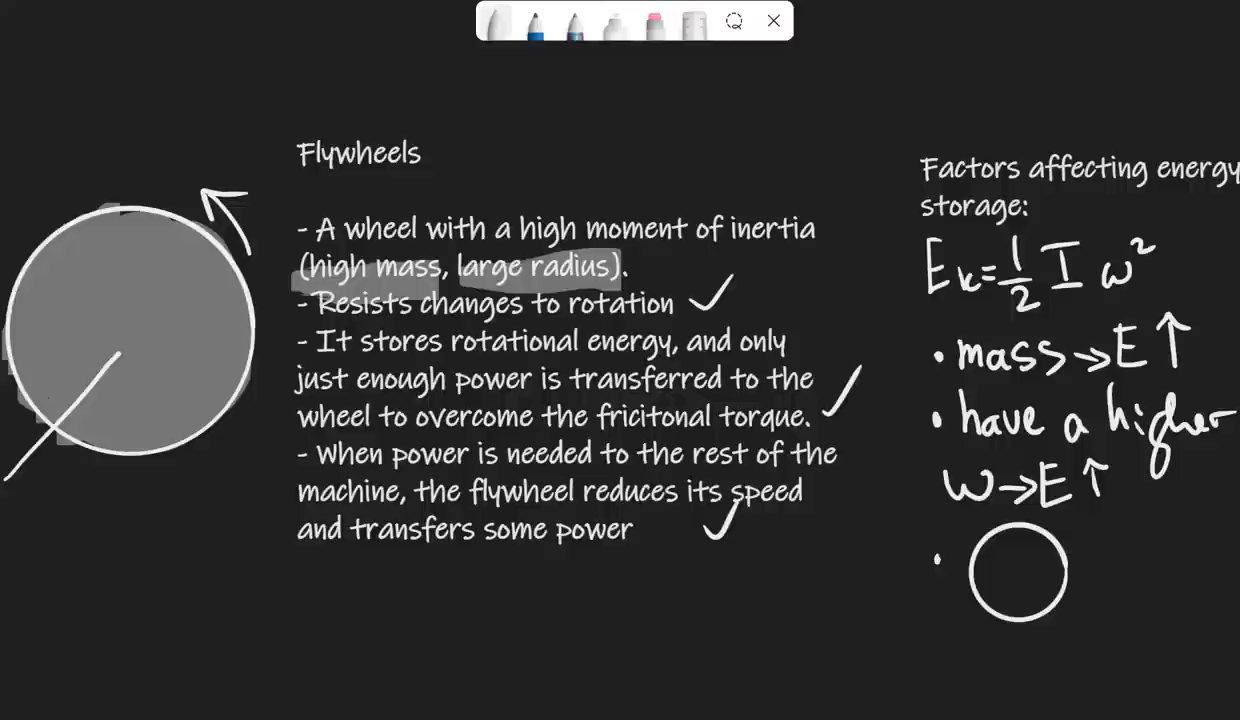 Flywheels
- A wheel with a high moment of inertia
(high mass, large radius).
- Resists changes to rotation
- It stores rotational energy, and only
just enough power is transferred to the
wheel to overcome the fricitonal torque.
- When power is needed to the rest of the
machine, the flywheel reduces its speed
and transfers some power
Factors affecting energy
storage:
Ek = 1/2 I ω²
• mass → E ↑
• have a higher
ω → E ↑
•